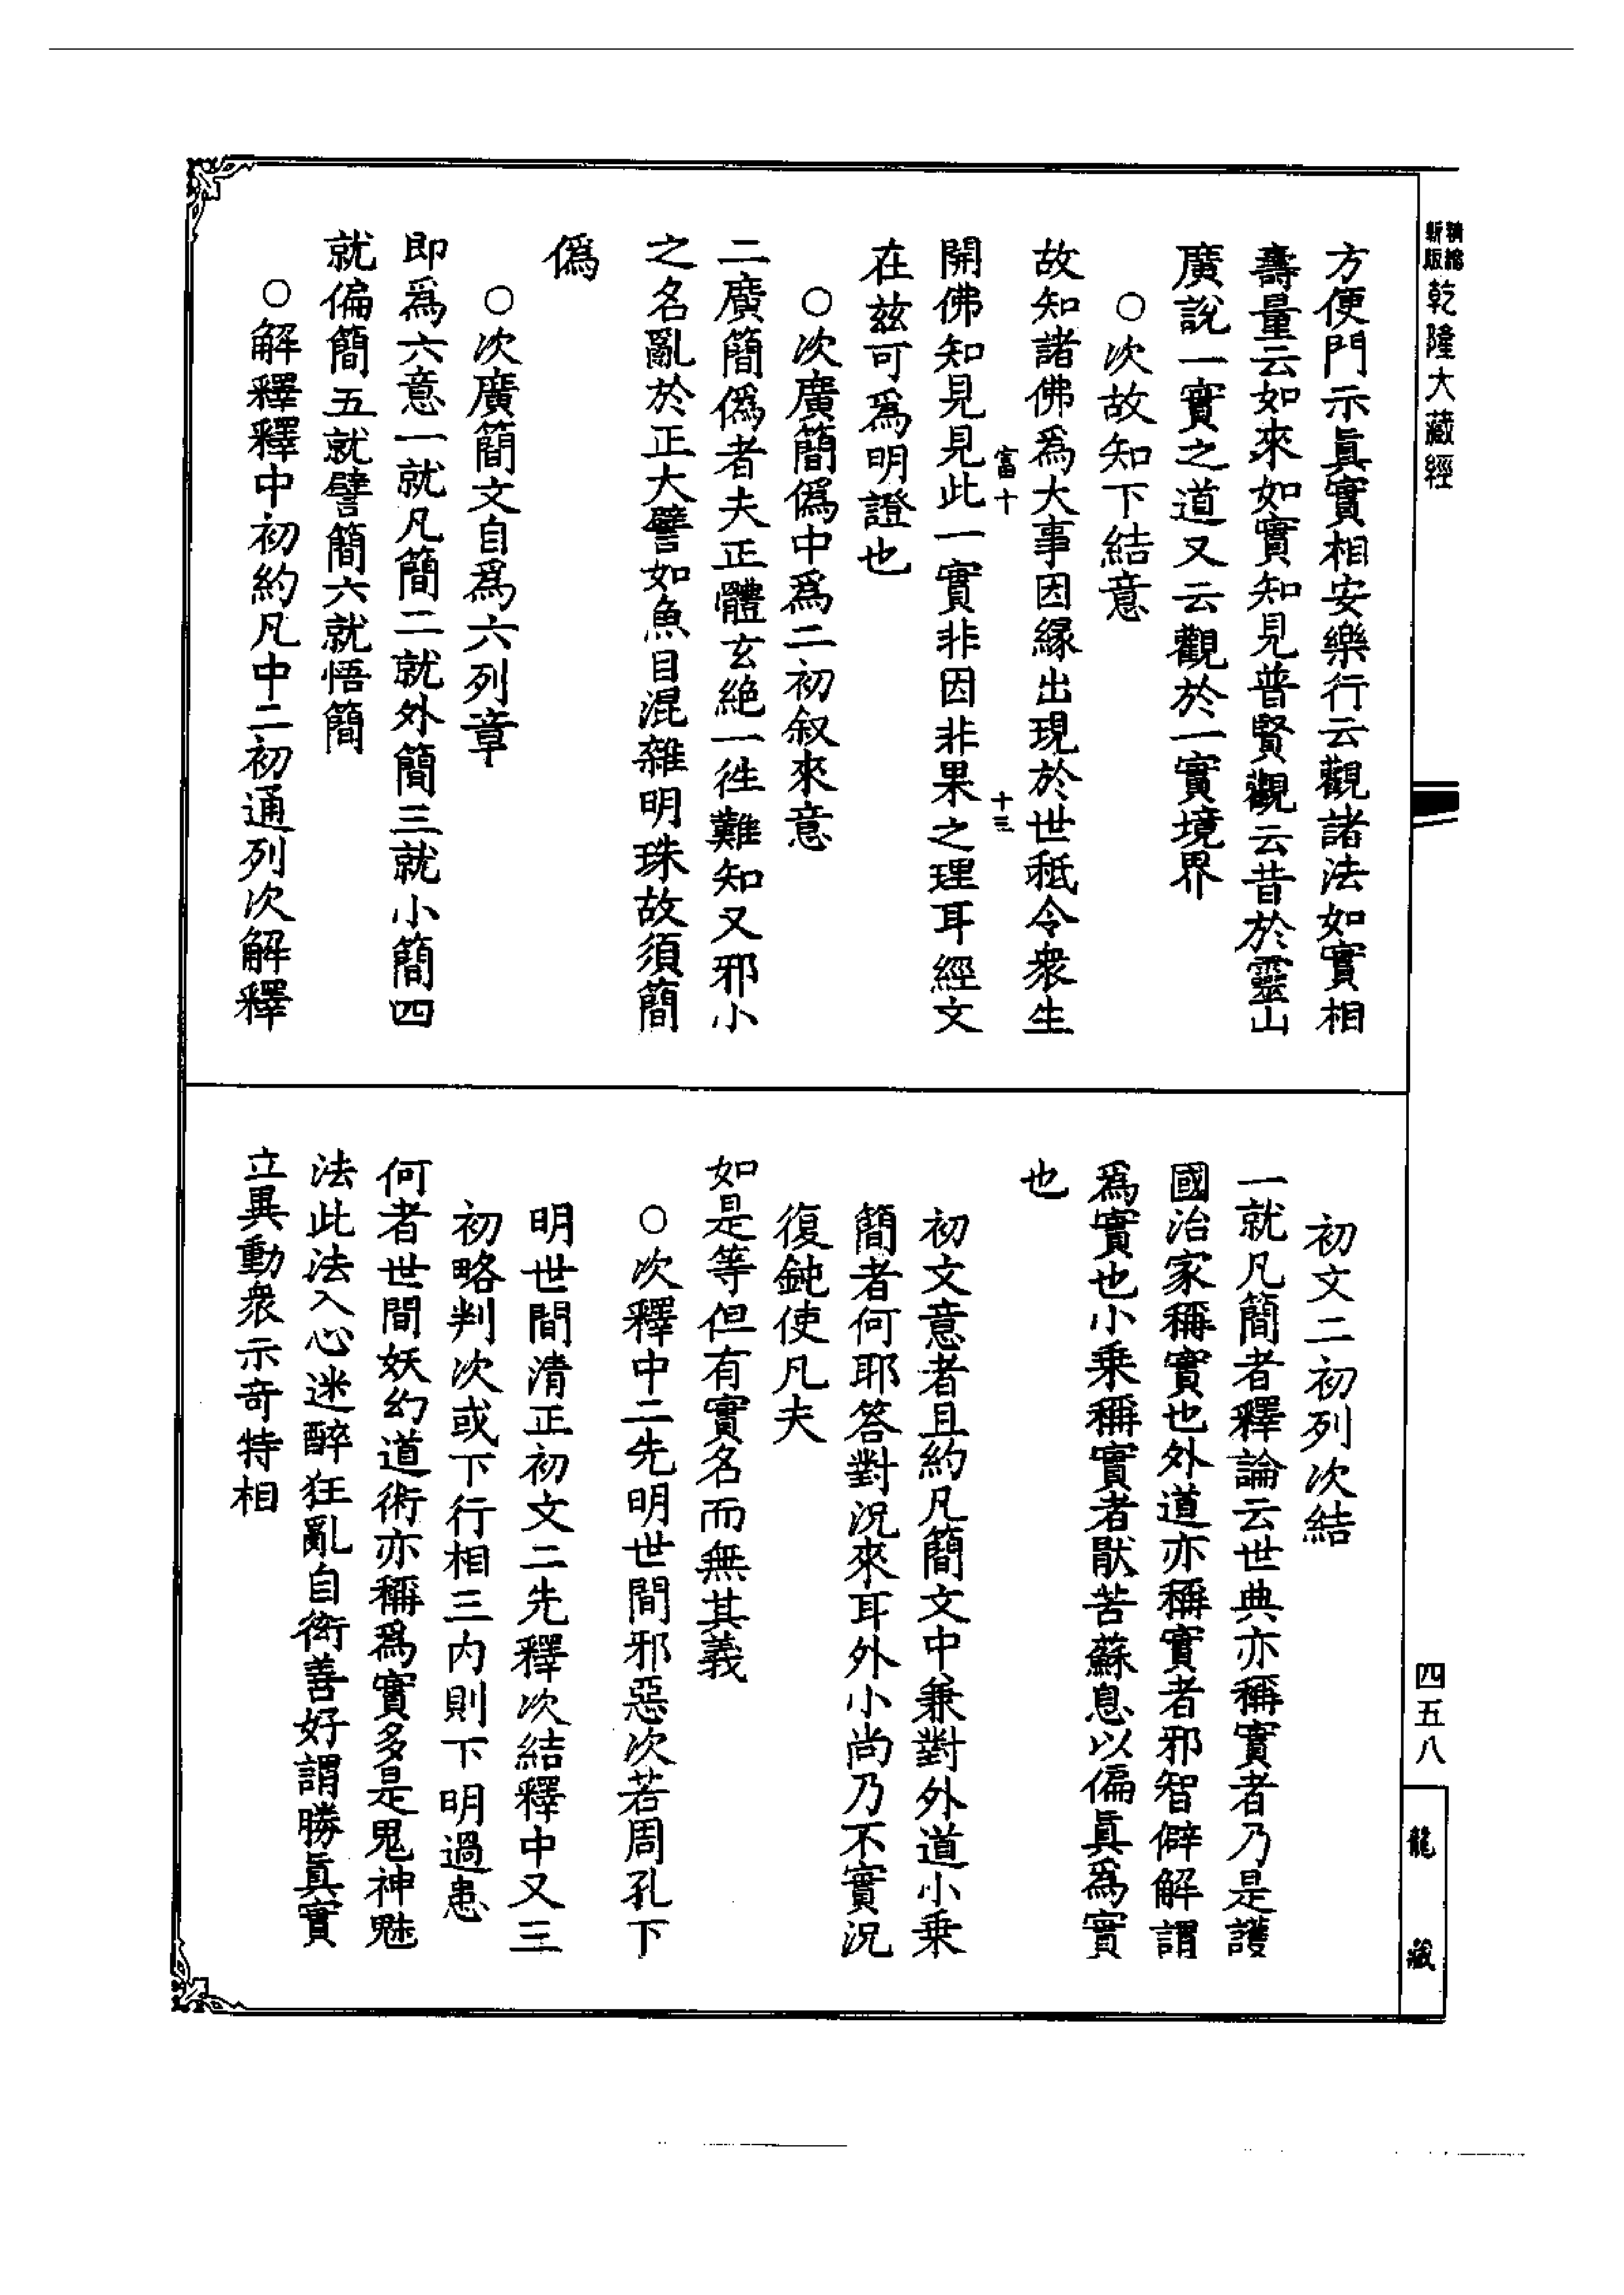 精縮新版乾隆大藏經
方便門示眞實相安樂行云觀諸法如實相
壽量云如來如實知見普賢觀云昔於靈山
廣說一實之道又云觀於一實境界
○次故知下結意
故知諸佛爲大事因緣出現於世秖令衆生
富十
十三
開佛知見見此一實非因非果之理耳經文
在茲可爲明證也
○次廣簡僞中爲二初叙來意
二廣簡僞者夫正體玄絶一徃難知又邪小
之名亂於正大譬如魚目混雜明珠故須簡
僞
○次廣簡文自爲六列章
即爲六意一就凡簡二就外簡三就小簡四
就偏簡五就譬簡六就悟簡
○解釋釋中初約凡中二初通列次解釋
初文二初列次結
一就凡簡者釋論云世典亦稱實者乃是護
國治家稱實也外道亦稱實者邪智僻解謂
爲實也小乗稱實者猒苦蘇息以偏眞爲實
也
初文意者且約凡簡文中兼對外道小乗
簡者何耶答對況來耳外小尚乃不實況
復鈍使凡夫
如是等但有實名而無其義
○次釋中二先明世間邪惡次若周孔下
明世間清正初文二先釋次結釋中又三
初略判次或下行相三内則下明過患
何者世間妖幻道術亦稱爲實多是鬼神魅
法此法入心迷醉狂亂自衒善好謂勝眞實
立異動衆示奇特相
四五八
龍藏